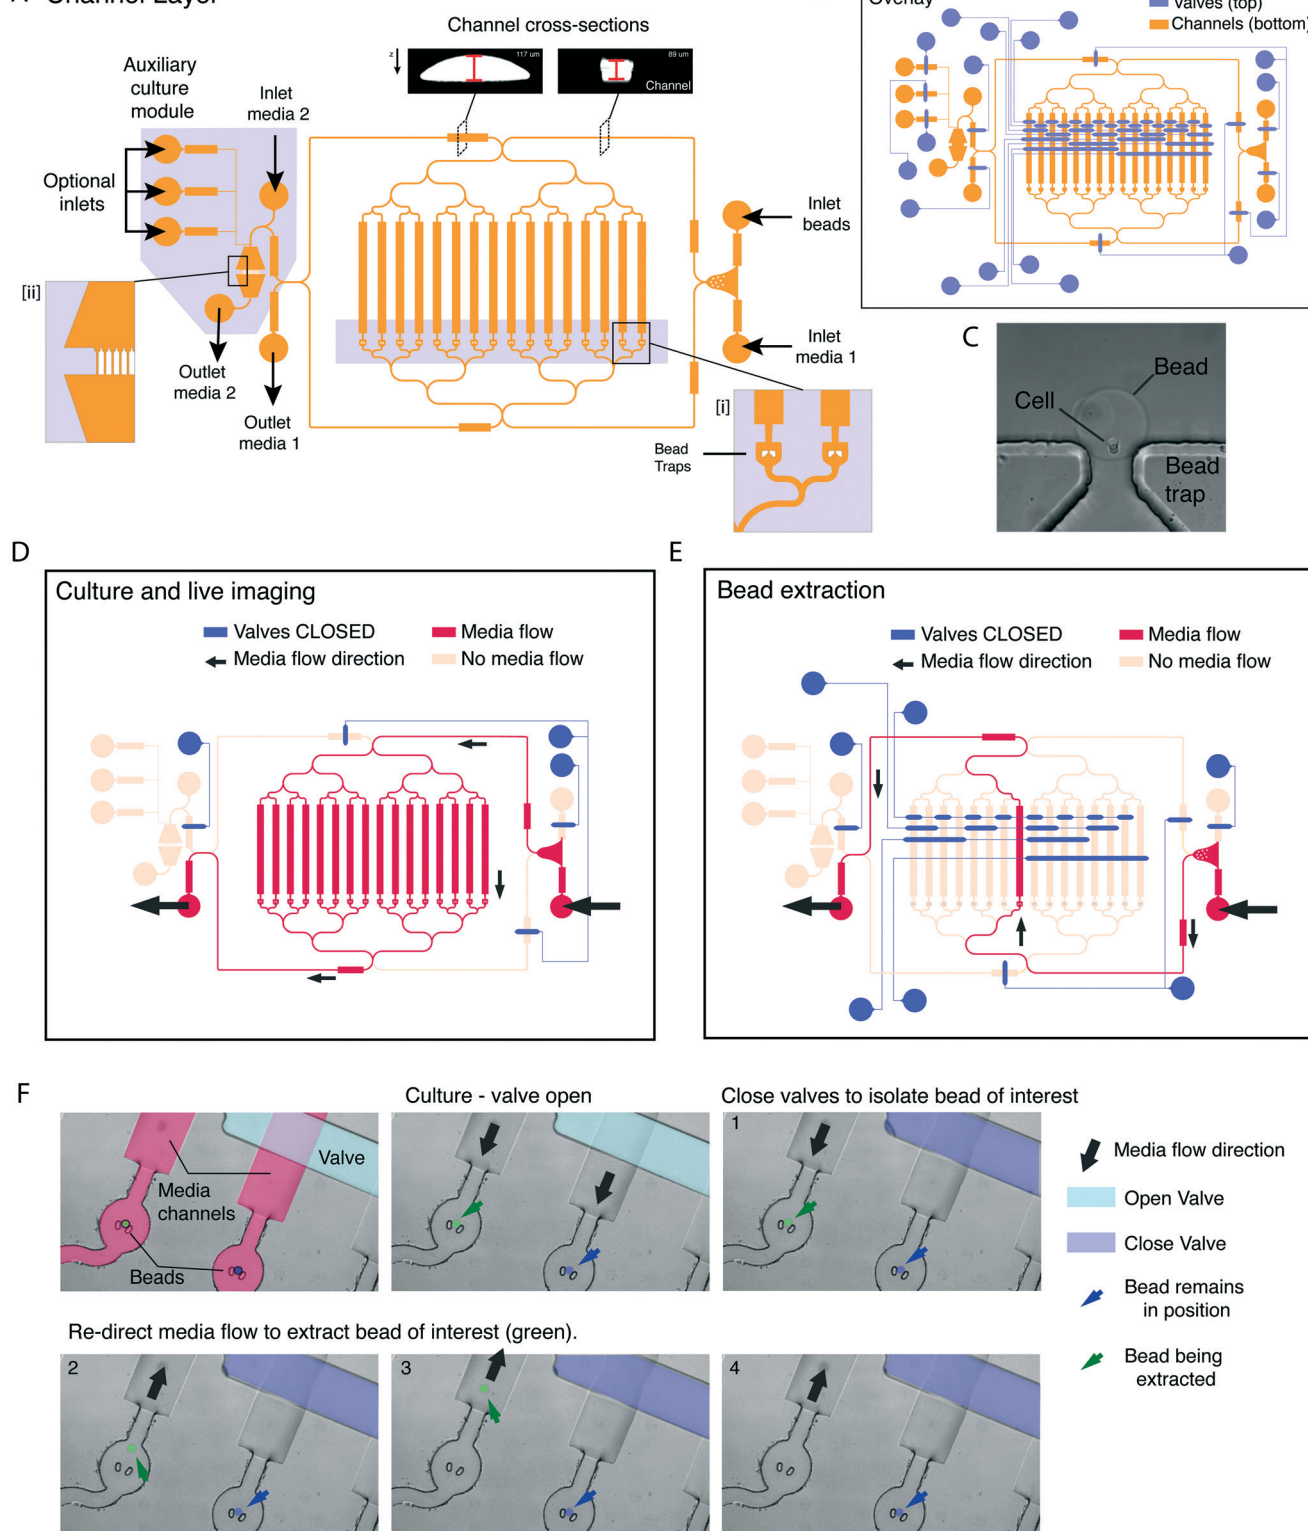 A Channel Layer
Channel cross-sections
z
117 um
89 um
Channel
Auxiliary
culture
module
Inlet
media 2
Optional
inlets
Inlet
beads
Inlet
media 1
[ii]
Outlet
media 2
Outlet
media 1
[i]
Bead
Traps
Overlay
Valves (top)
Channels (bottom)
C
Bead
Cell
Bead
trap
D
Culture and live imaging
Valves CLOSED
Media flow
Media flow direction
No media flow
E
Bead extraction
Valves CLOSED
Media flow
Media flow direction
No media flow
F
Culture - valve open
Close valves to isolate bead of interest
Valve
Media
channels
Beads
1
Media flow direction
Open Valve
Close Valve
Bead remains
in position
Bead being
extracted
Re-direct media flow to extract bead of interest (green).
2
3
4